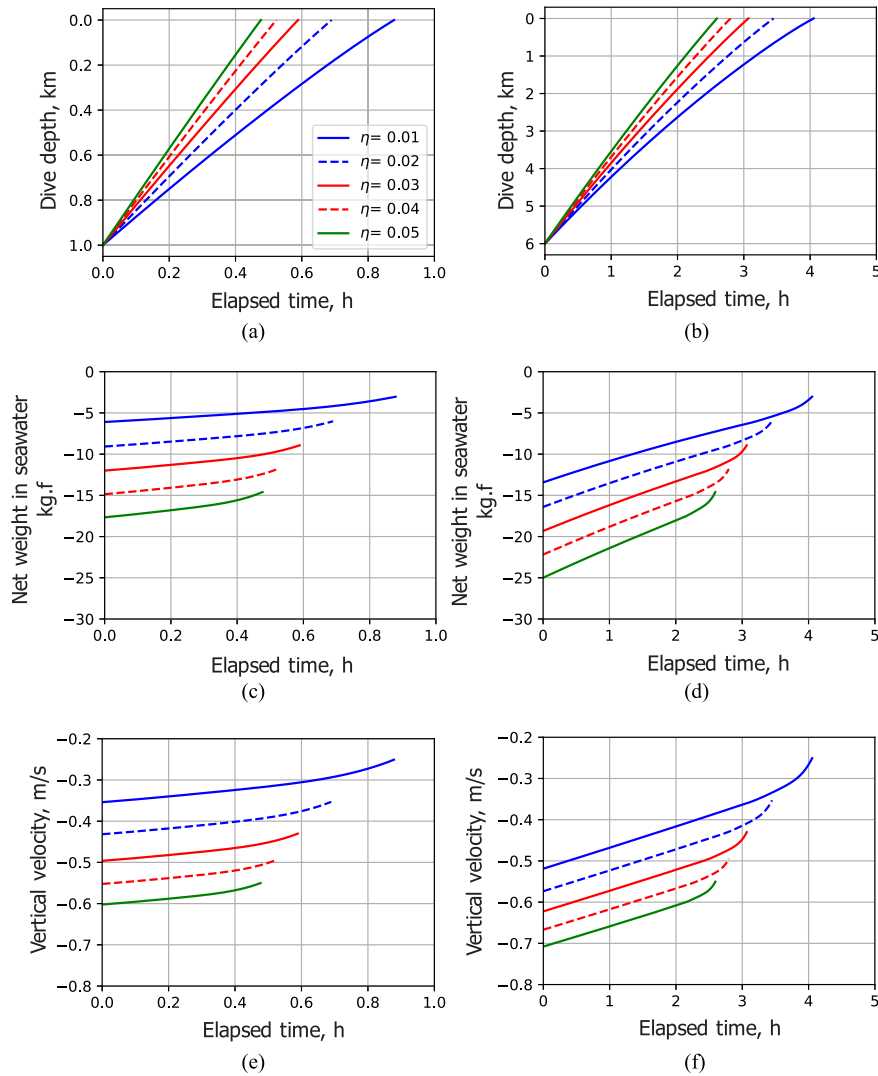 0.0
0.2
0.4
0.6
0.8
1.0
Dive depth, km
η= 0.01
η= 0.02
η= 0.03
η= 0.04
η= 0.05
0.0 0.2 0.4 0.6 0.8 1.0
Elapsed time, h
(a)
0
1
2
3
4
5
6
Dive depth, km
0 1 2 3 4 5
Elapsed time, h
(b)
0
−5
−10
−15
−20
−25
−30
Net weight in seawater
kg.f
0.0 0.2 0.4 0.6 0.8 1.0
Elapsed time, h
(c)
0
−5
−10
−15
−20
−25
−30
Net weight in seawater
kg.f
0 1 2 3 4 5
Elapsed time, h
(d)
−0.2
−0.3
−0.4
−0.5
−0.6
−0.7
−0.8
Vertical velocity, m/s
0.0 0.2 0.4 0.6 0.8 1.0
Elapsed time, h
(e)
−0.2
−0.3
−0.4
−0.5
−0.6
−0.7
−0.8
Vertical velocity, m/s
0 1 2 3 4 5
Elapsed time, h
(f)